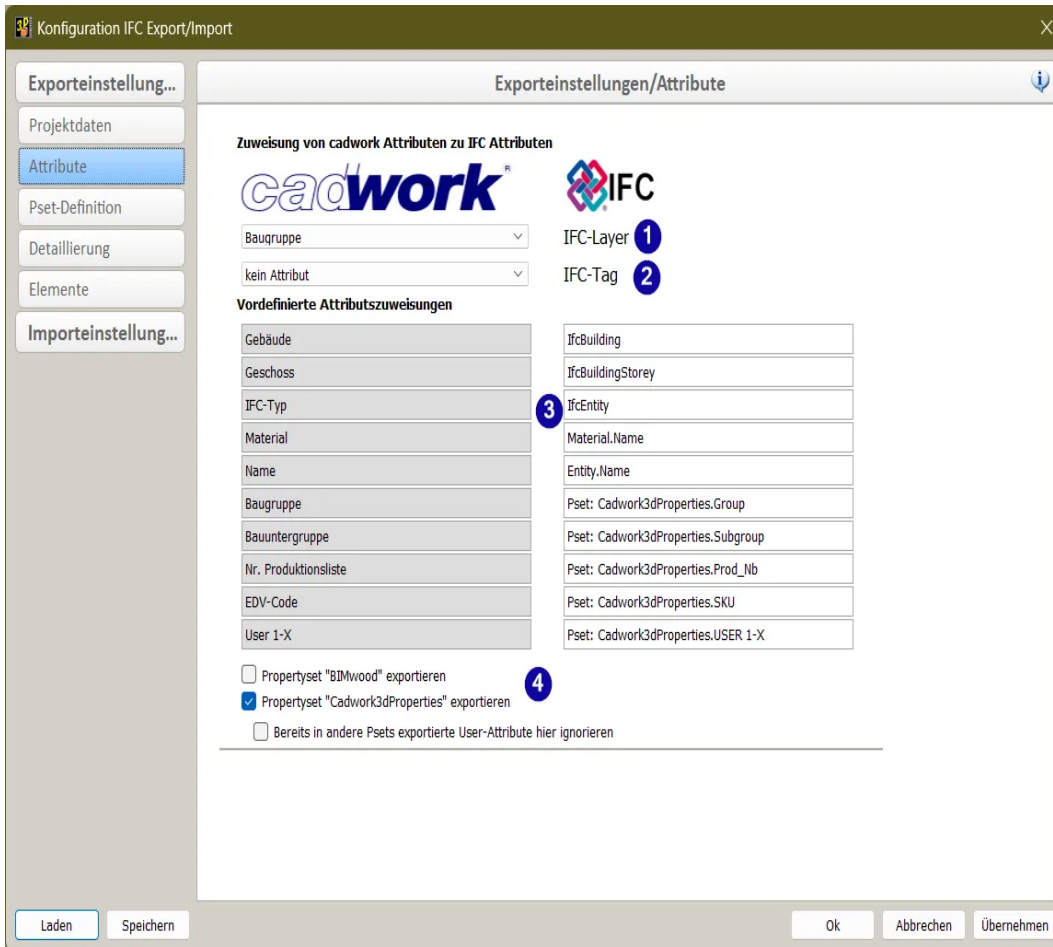 Konfiguration IFC Export/Import
X
Exporteinstellung...
Projektdaten
Attribute
Pset-Definition
Detaillierung
Elemente
Importeinstellung...
Exporteinstellungen/Attribute
i
Zuweisung von cadwork Attributen zu IFC Attributen
cadwork ®
IFC
Baugruppe
IFC-Layer 1
kein Attribut
IFC-Tag 2
Vordefinierte Attributszuweisungen
Gebäude
IfcBuilding
Geschoss
IfcBuildingStorey
IFC-Typ
3
IfcEntity
Material
Material.Name
Name
Entity.Name
Baugruppe
Pset: Cadwork3dProperties.Group
Bauuntergruppe
Pset: Cadwork3dProperties.Subgroup
Nr. Produktionsliste
Pset: Cadwork3dProperties.Prod_Nb
EDV-Code
Pset: Cadwork3dProperties.SKU
User 1-X
Pset: Cadwork3dProperties.USER 1-X
Propertyset "BIMwood" exportieren
4
Propertyset "Cadwork3dProperties" exportieren
Bereits in andere Psets exportierte User-Attribute hier ignorieren
Laden
Speichern
Ok
Abbrechen
Übernehmen